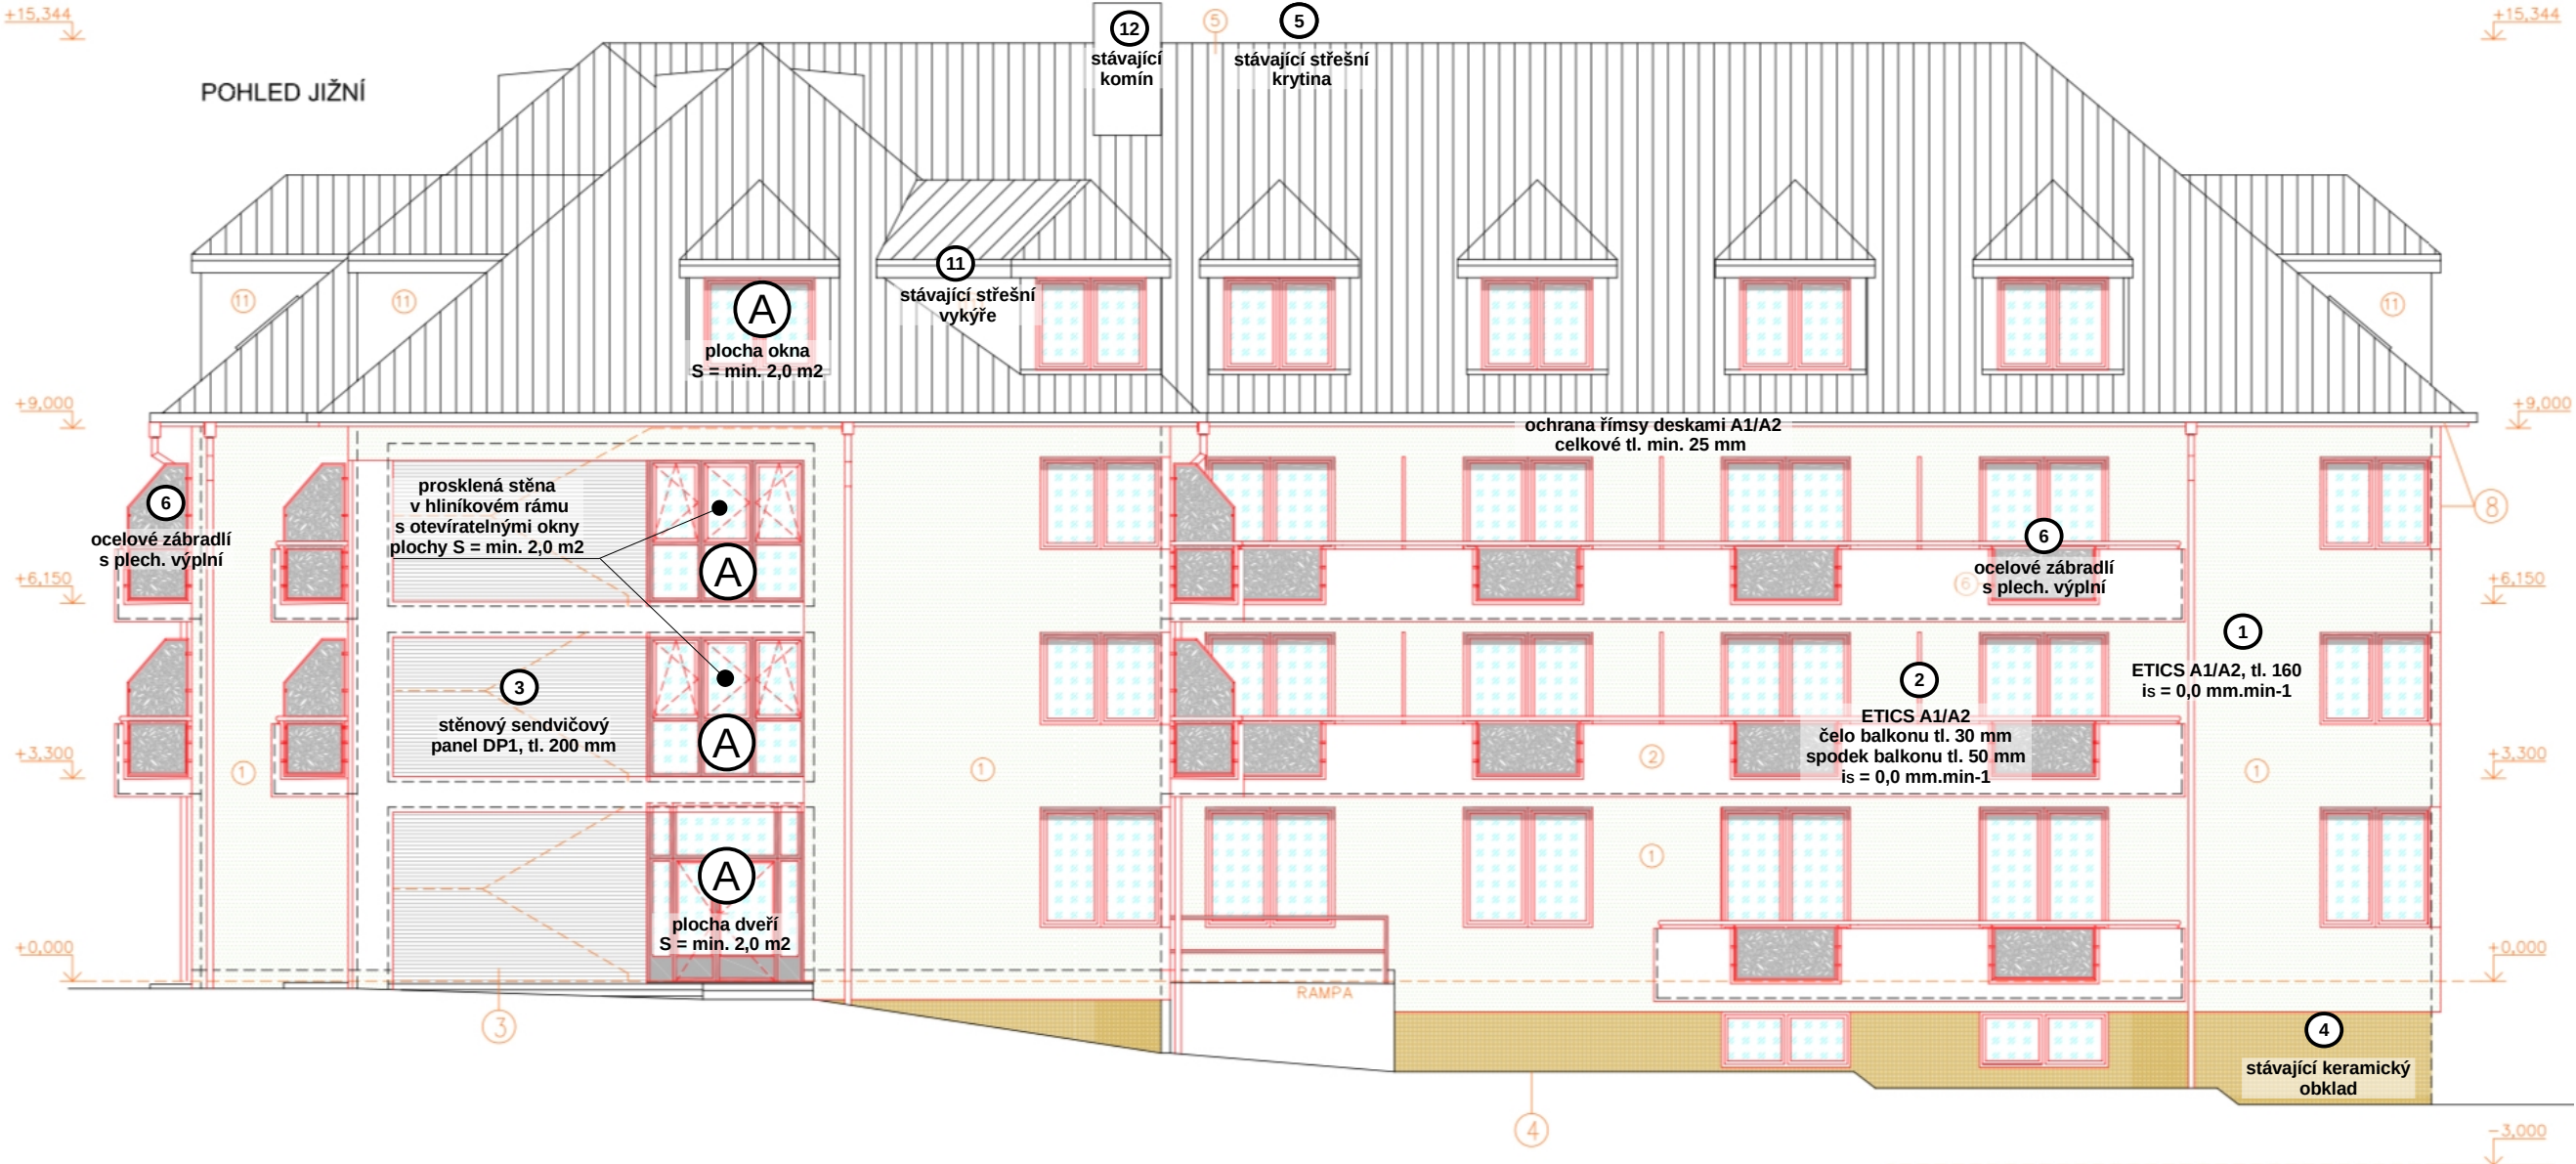 +15,344
12
5
5
+15,344
stávající
komín
stávající střešní
krytina
POHLED JIŽNÍ
11
11
11
stávající střešní
vykýře
A
plocha okna
S = min. 2,0 m2
11
+9,000
+9,000
ochrana římsy deskami A1/A2
celkové tl. min. 25 mm
prosklená stěna
v hliníkovém rámu
s otevíratelnými okny
plochy S = min. 2,0 m2
6
ocelové zábradlí
s plech. výplní
8
6
ocelové zábradlí
s plech. výplní
A
6
+6,150
+6,150
1
ETICS A1/A2, tl. 160
is = 0,0 mm.min-1
3
stěnový sendvičový
panel DP1, tl. 200 mm
A
2
ETICS A1/A2
čelo balkonu tl. 30 mm
spodek balkonu tl. 50 mm
is = 0,0 mm.min-1
+3,300
1
1
2
1
+3,300
1
A
plocha dveří
S = min. 2,0 m2
+0,000
+0,000
RAMPA
3
4
stávající keramický
obklad
4
-3,000